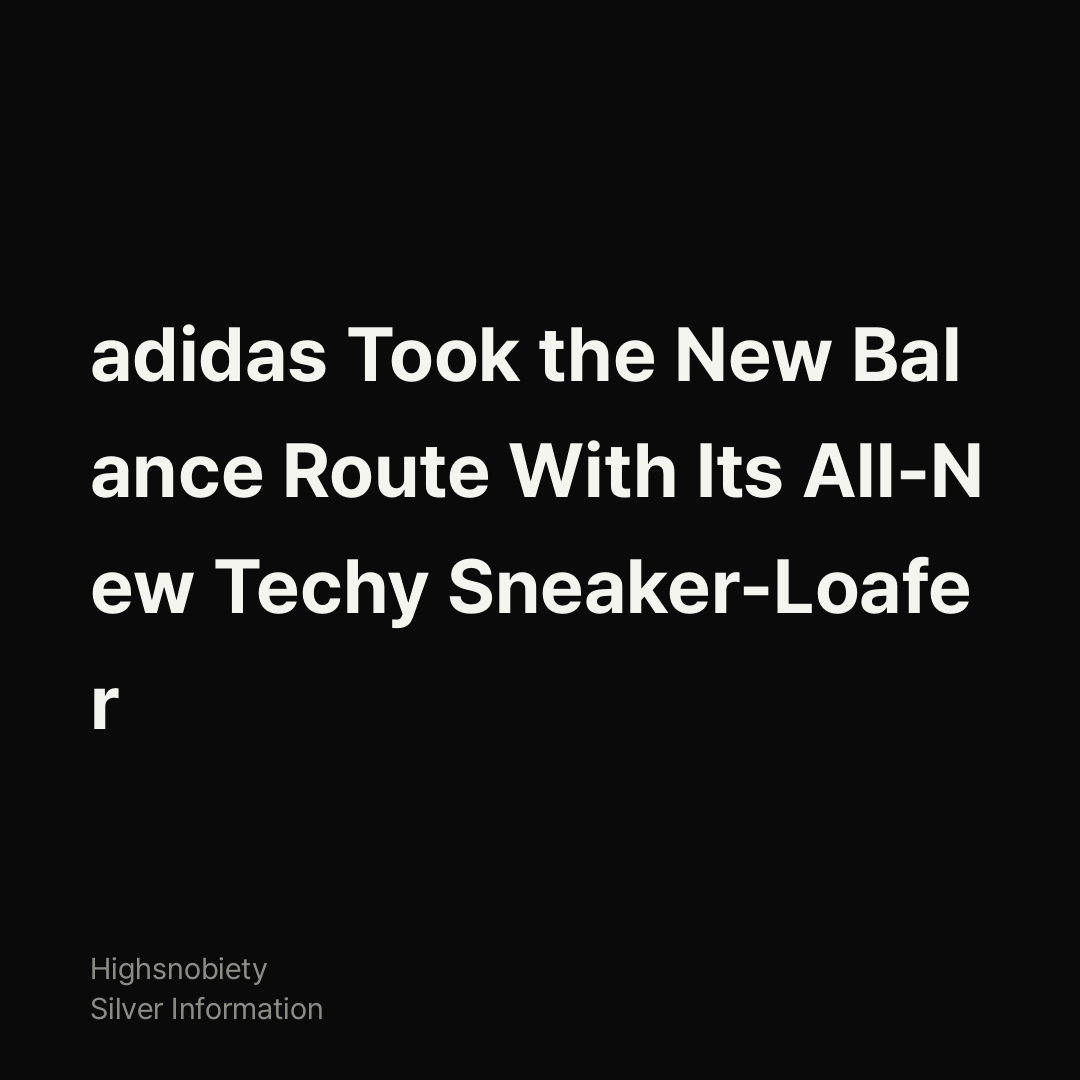 adidas Took the New Bal
ance Route With Its All-N
ew Techy Sneaker-Loafe
r
Highsnobiety
Silver Information